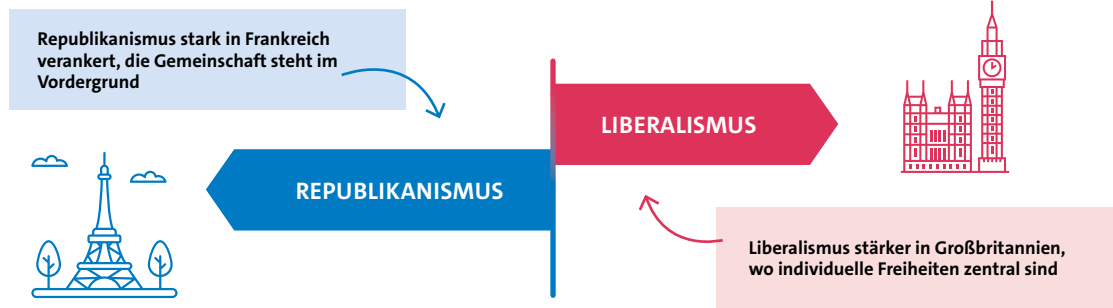 Republikanismus stark in Frankreich
verankert, die Gemeinschaft steht im
Vordergrund
LIBERALISMUS
REPUBLIKANISMUS
Liberalismus stärker in Großbritannien,
wo individuelle Freiheiten zentral sind